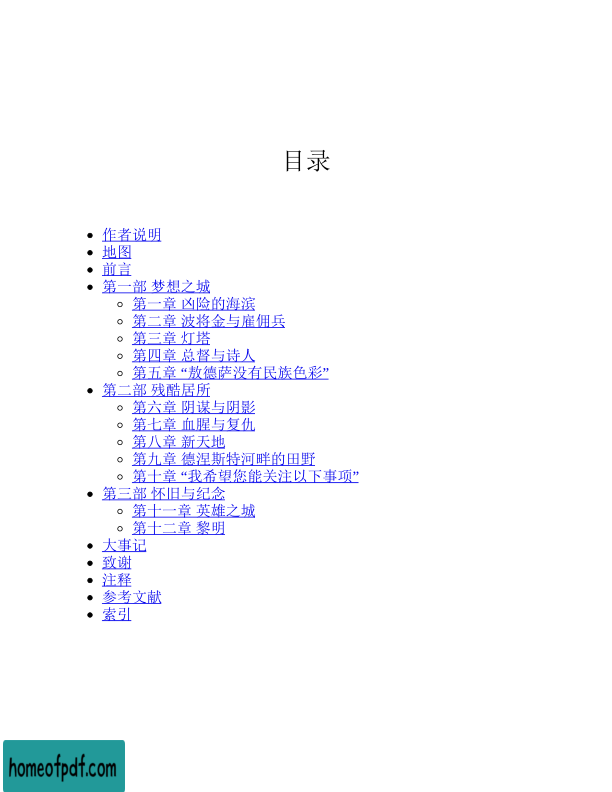 目录
作者说明
地图
前言
第一部 梦想之城
第一章 凶险的海滨
第二章 波将金与雇佣兵
第三章 灯塔
第四章 总督与诗人
第五章 “敖德萨没有民族色彩”
第二部 残酷居所
第六章 阴谋与阴影
第七章 血腥与复仇
第八章 新天地
第九章 德涅斯特河畔的田野
第十章 “我希望您能关注以下事项”
第三部 怀旧与纪念
第十一章 英雄之城
第十二章 黎明
大事记
致谢
注释
参考文献
索引
homeofpdf.com